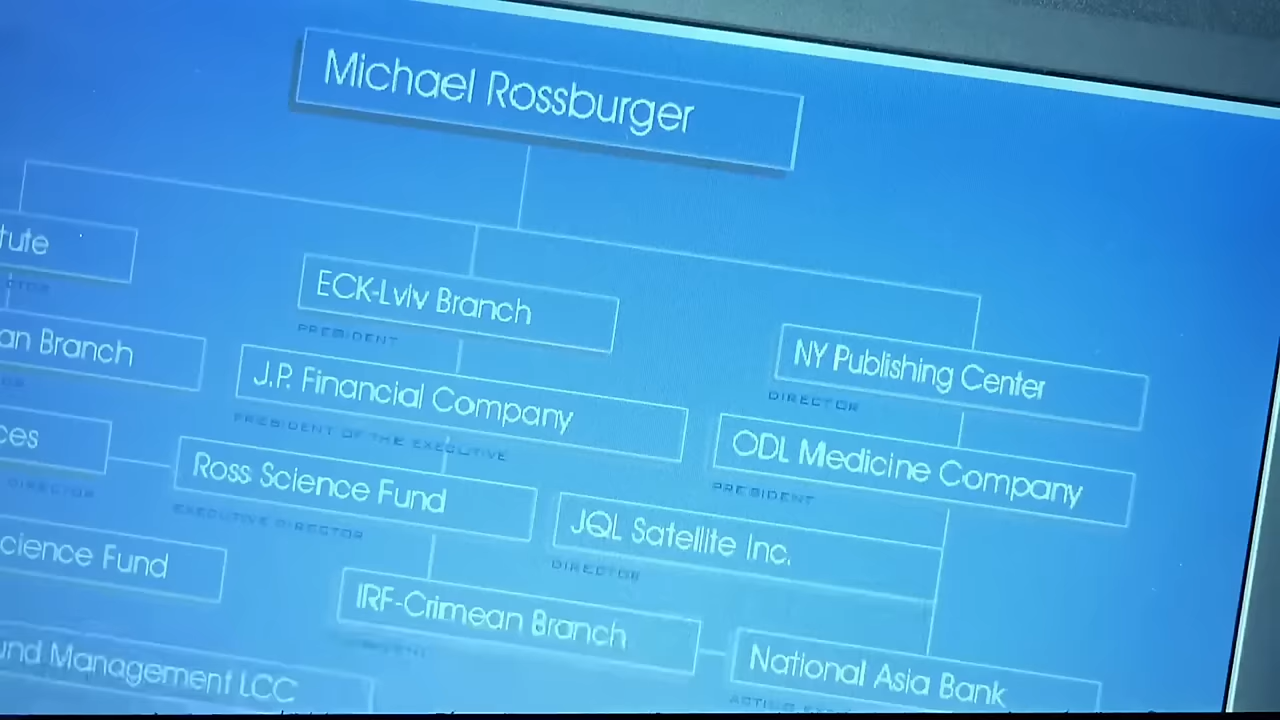 Michael Rossburger
tute
ECK-Lviv Branch
PRESIDENT
NY Publishing Center
DIRECTOR
an Branch
J.P. Financial Company
PRESIDENT OF THE EXECUTIVE
ODL Medicine Company
PRESIDENT
ces
DIRECTOR
Ross Science Fund
EXECUTIVE DIRECTOR
JQL Satellite Inc.
DIRECTOR
cience Fund
IRF-Crimean Branch
National Asia Bank
und Management LCC